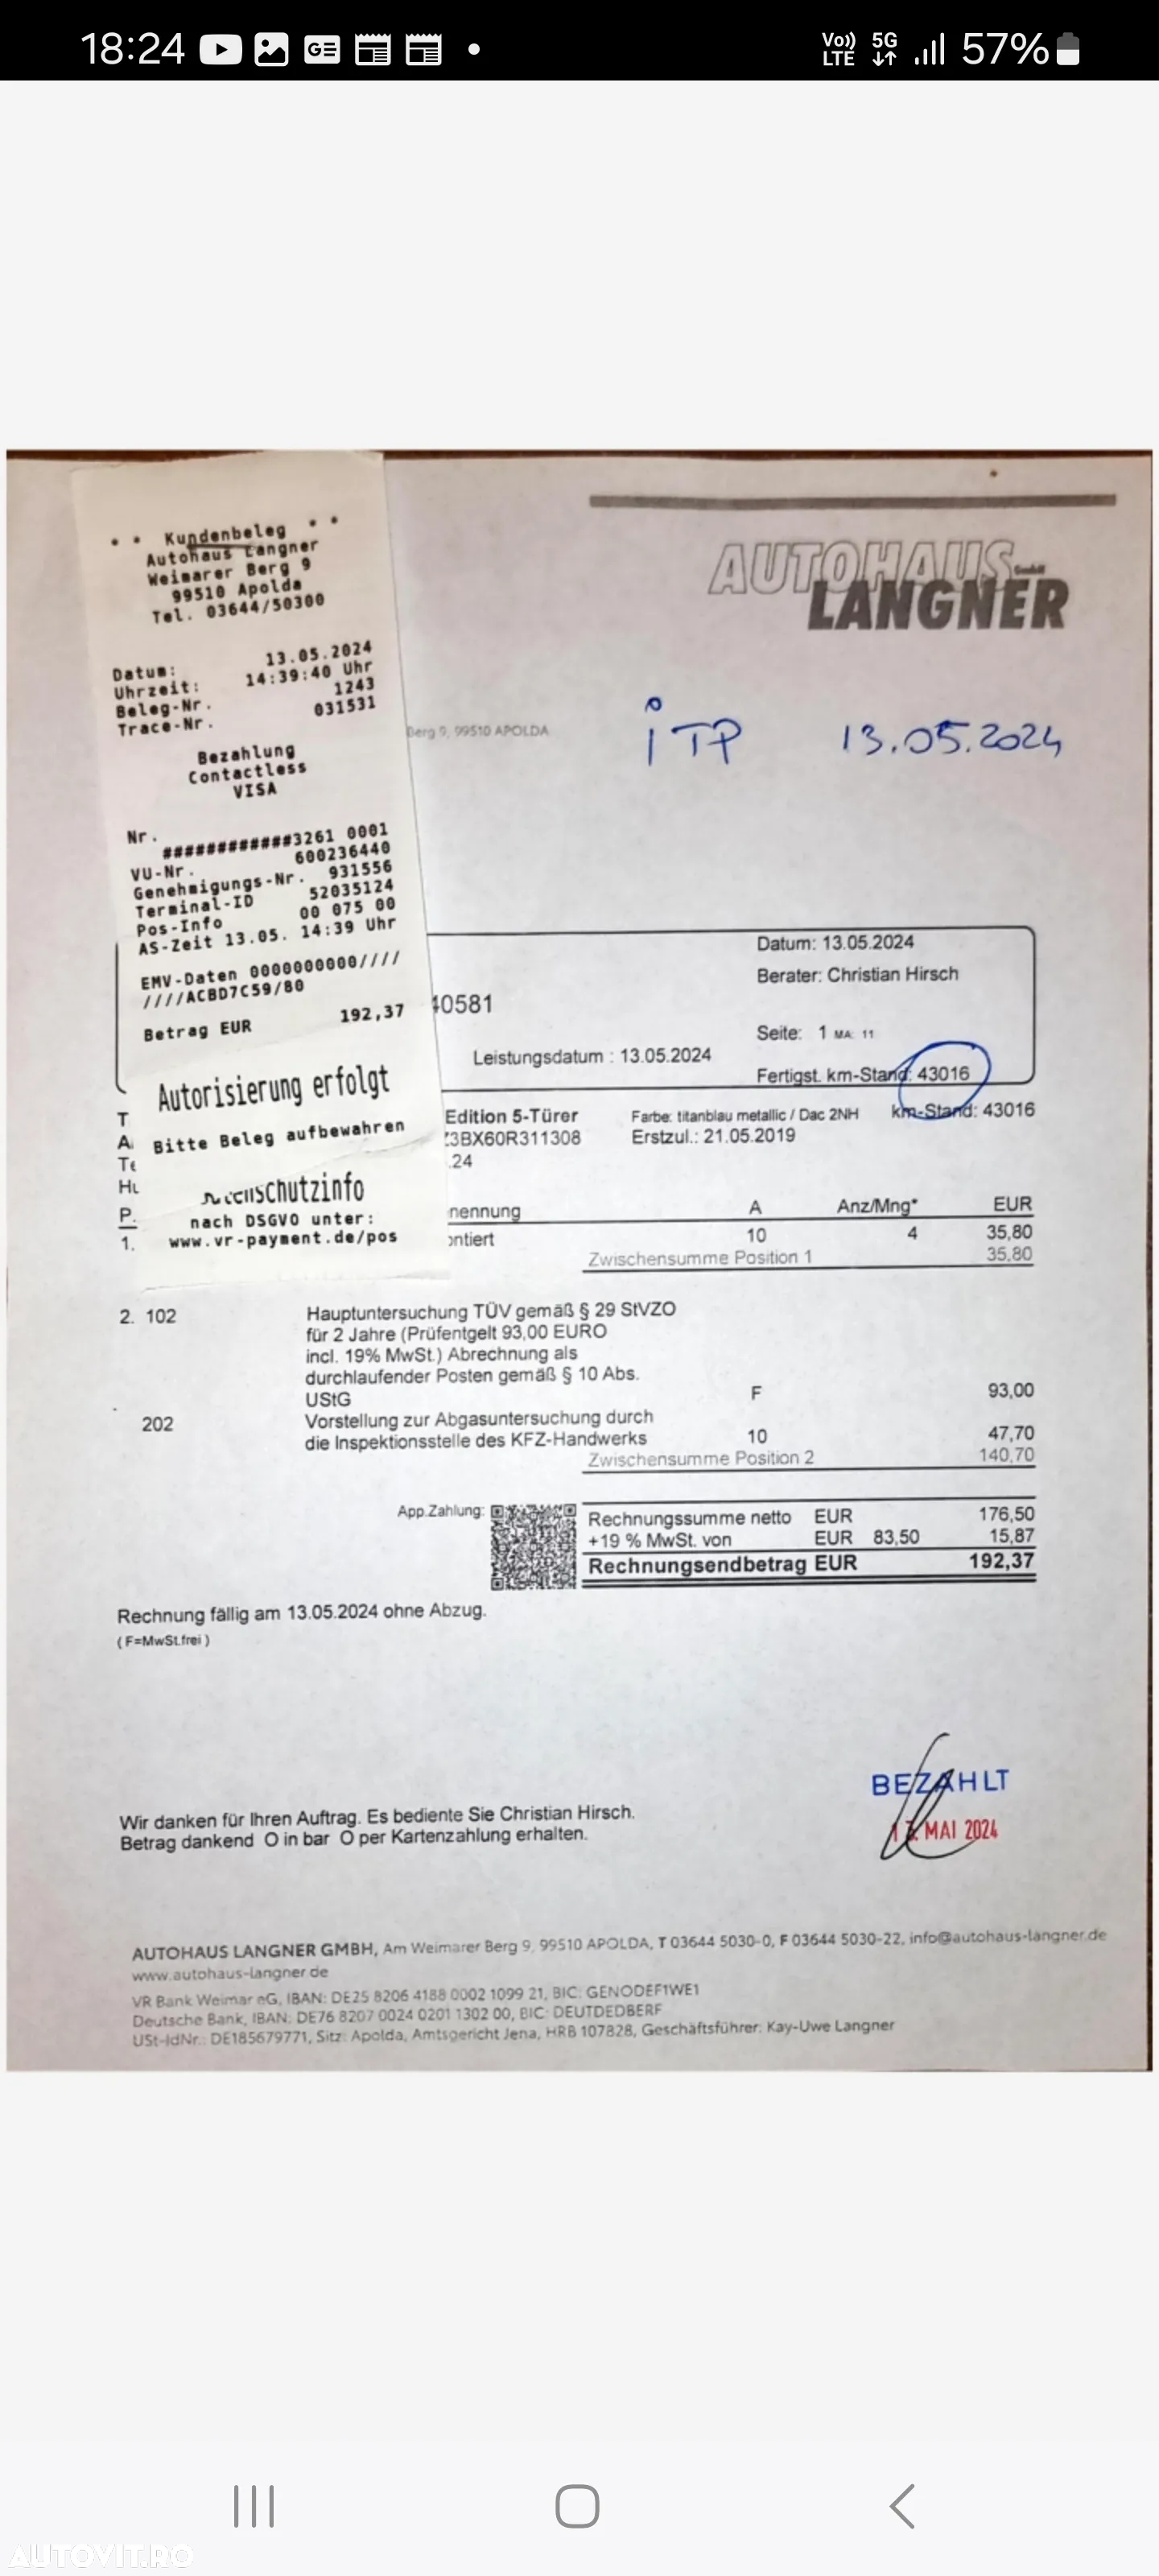 18:24
Vo)) LTE 5G 57%
* * Kundenbeleg * *
Autohaus Langner
Weimarer Berg 9
99510 Apolda
Tel. 03644/50300
Datum: 13.05.2024
Uhrzeit: 14:39:40 Uhr
Beleg-Nr. 1243
Trace-Nr. 031531
Bezahlung
Contactless
VISA
Nr.
############3261 0001
VU-Nr. 600236440
Genehmigungs-Nr. 931556
Terminal-ID 52035124
Pos-Info 00 075 00
AS-Zeit 13.05. 14:39 Uhr
EMV-Daten 0000000000////
////ACBD7C59/80
Betrag EUR 192,37
Autorisierung erfolgt
Bitte Beleg aufbewahren
nach DSGVO unter:
www.vr-payment.de/pos
AUTOHAUS GmbH
LANGNER
Berg 9, 99510 APOLDA
iTP 13.05.2024
Datum: 13.05.2024
Berater: Christian Hirsch
40581
Seite: 1 MA: 11
Leistungsdatum : 13.05.2024
Fertigst. km-Stand: 43016
T Edition 5-Türer Farbe: titanblau metallic / Dac 2NH km-Stand: 43016
3BX60R311308 Erstzul.: 21.05.2019
.24
P. nennung A Anz/Mng* EUR
1. ontiert 10 4 35,80
Zwischensumme Position 1 35,80
2. 102 Hauptuntersuchung TÜV gemäß § 29 StVZO
für 2 Jahre (Prüfentgelt 93,00 EURO
incl. 19% MwSt.) Abrechnung als
durchlaufender Posten gemäß § 10 Abs.
UStG F 93,00
202 Vorstellung zur Abgasuntersuchung durch
die Inspektionsstelle des KFZ-Handwerks 10 47,70
Zwischensumme Position 2 140,70
App.Zahlung:
Rechnungssumme netto EUR 176,50
+19 % MwSt. von EUR 83,50 15,87
Rechnungsendbetrag EUR 192,37
Rechnung fällig am 13.05.2024 ohne Abzug.
( F=MwSt.frei )
BEZAHLT
13. MAI 2024
Wir danken für Ihren Auftrag. Es bediente Sie Christian Hirsch.
Betrag dankend O in bar O per Kartenzahlung erhalten.
AUTOHAUS LANGNER GMBH, Am Weimarer Berg 9, 99510 APOLDA, T 03644 5030-0, F 03644 5030-22, info@autohaus-langner.de
www.autohaus-langner.de
VR Bank Weimar eG, IBAN: DE25 8206 4188 0002 1099 21, BIC: GENODEF1WE1
Deutsche Bank, IBAN: DE76 8207 0024 0201 1302 00, BIC: DEUTDEDBERF
USt-IdNr.: DE185679771, Sitz: Apolda, Amtsgericht Jena, HRB 107828, Geschäftsführer: Kay-Uwe Langner
AUTOVIT.RO